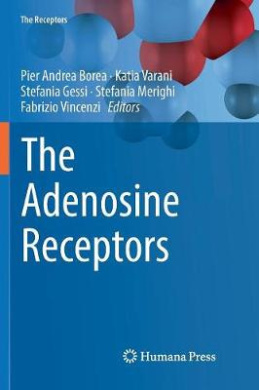 The Receptors
Pier Andrea Borea · Katia Varani
Stefania Gessi · Stefania Merighi
Fabrizio Vincenzi Editors
The
Adenosine
Receptors
Humana Press